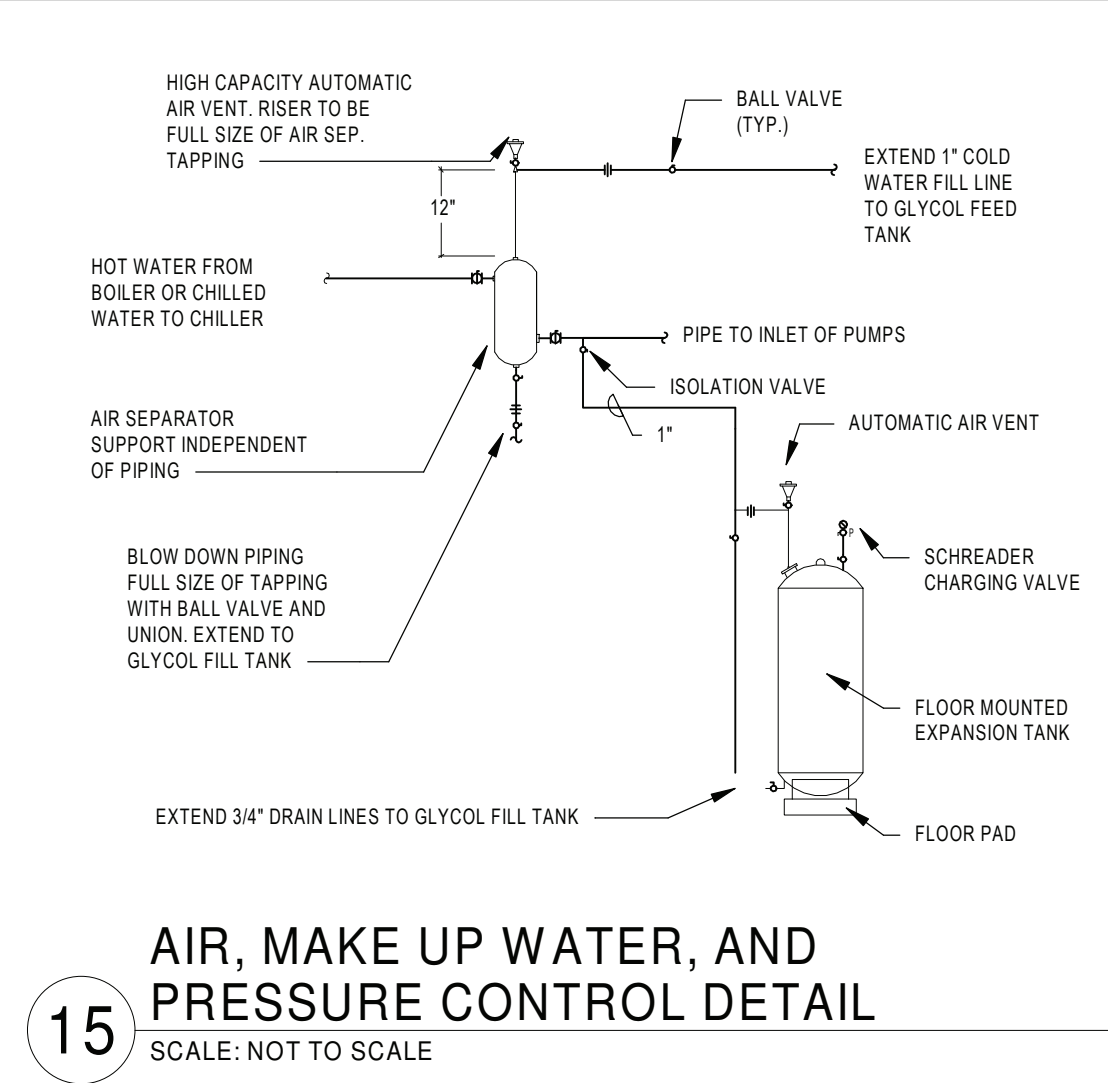 HIGH CAPACITY AUTOMATIC
AIR VENT. RISER TO BE
FULL SIZE OF AIR SEP.
TAPPING
BALL VALVE
(TYP.)
EXTEND 1" COLD
WATER FILL LINE
TO GLYCOL FEED
TANK
12"
HOT WATER FROM
BOILER OR CHILLED
WATER TO CHILLER
PIPE TO INLET OF PUMPS
ISOLATION VALVE
AIR SEPARATOR
SUPPORT INDEPENDENT
OF PIPING
1"
AUTOMATIC AIR VENT
P
SCHREADER
CHARGING VALVE
BLOW DOWN PIPING
FULL SIZE OF TAPPING
WITH BALL VALVE AND
UNION. EXTEND TO
GLYCOL FILL TANK
FLOOR MOUNTED
EXPANSION TANK
EXTEND 3/4" DRAIN LINES TO GLYCOL FILL TANK
FLOOR PAD
15
AIR, MAKE UP WATER, AND
PRESSURE CONTROL DETAIL
SCALE: NOT TO SCALE